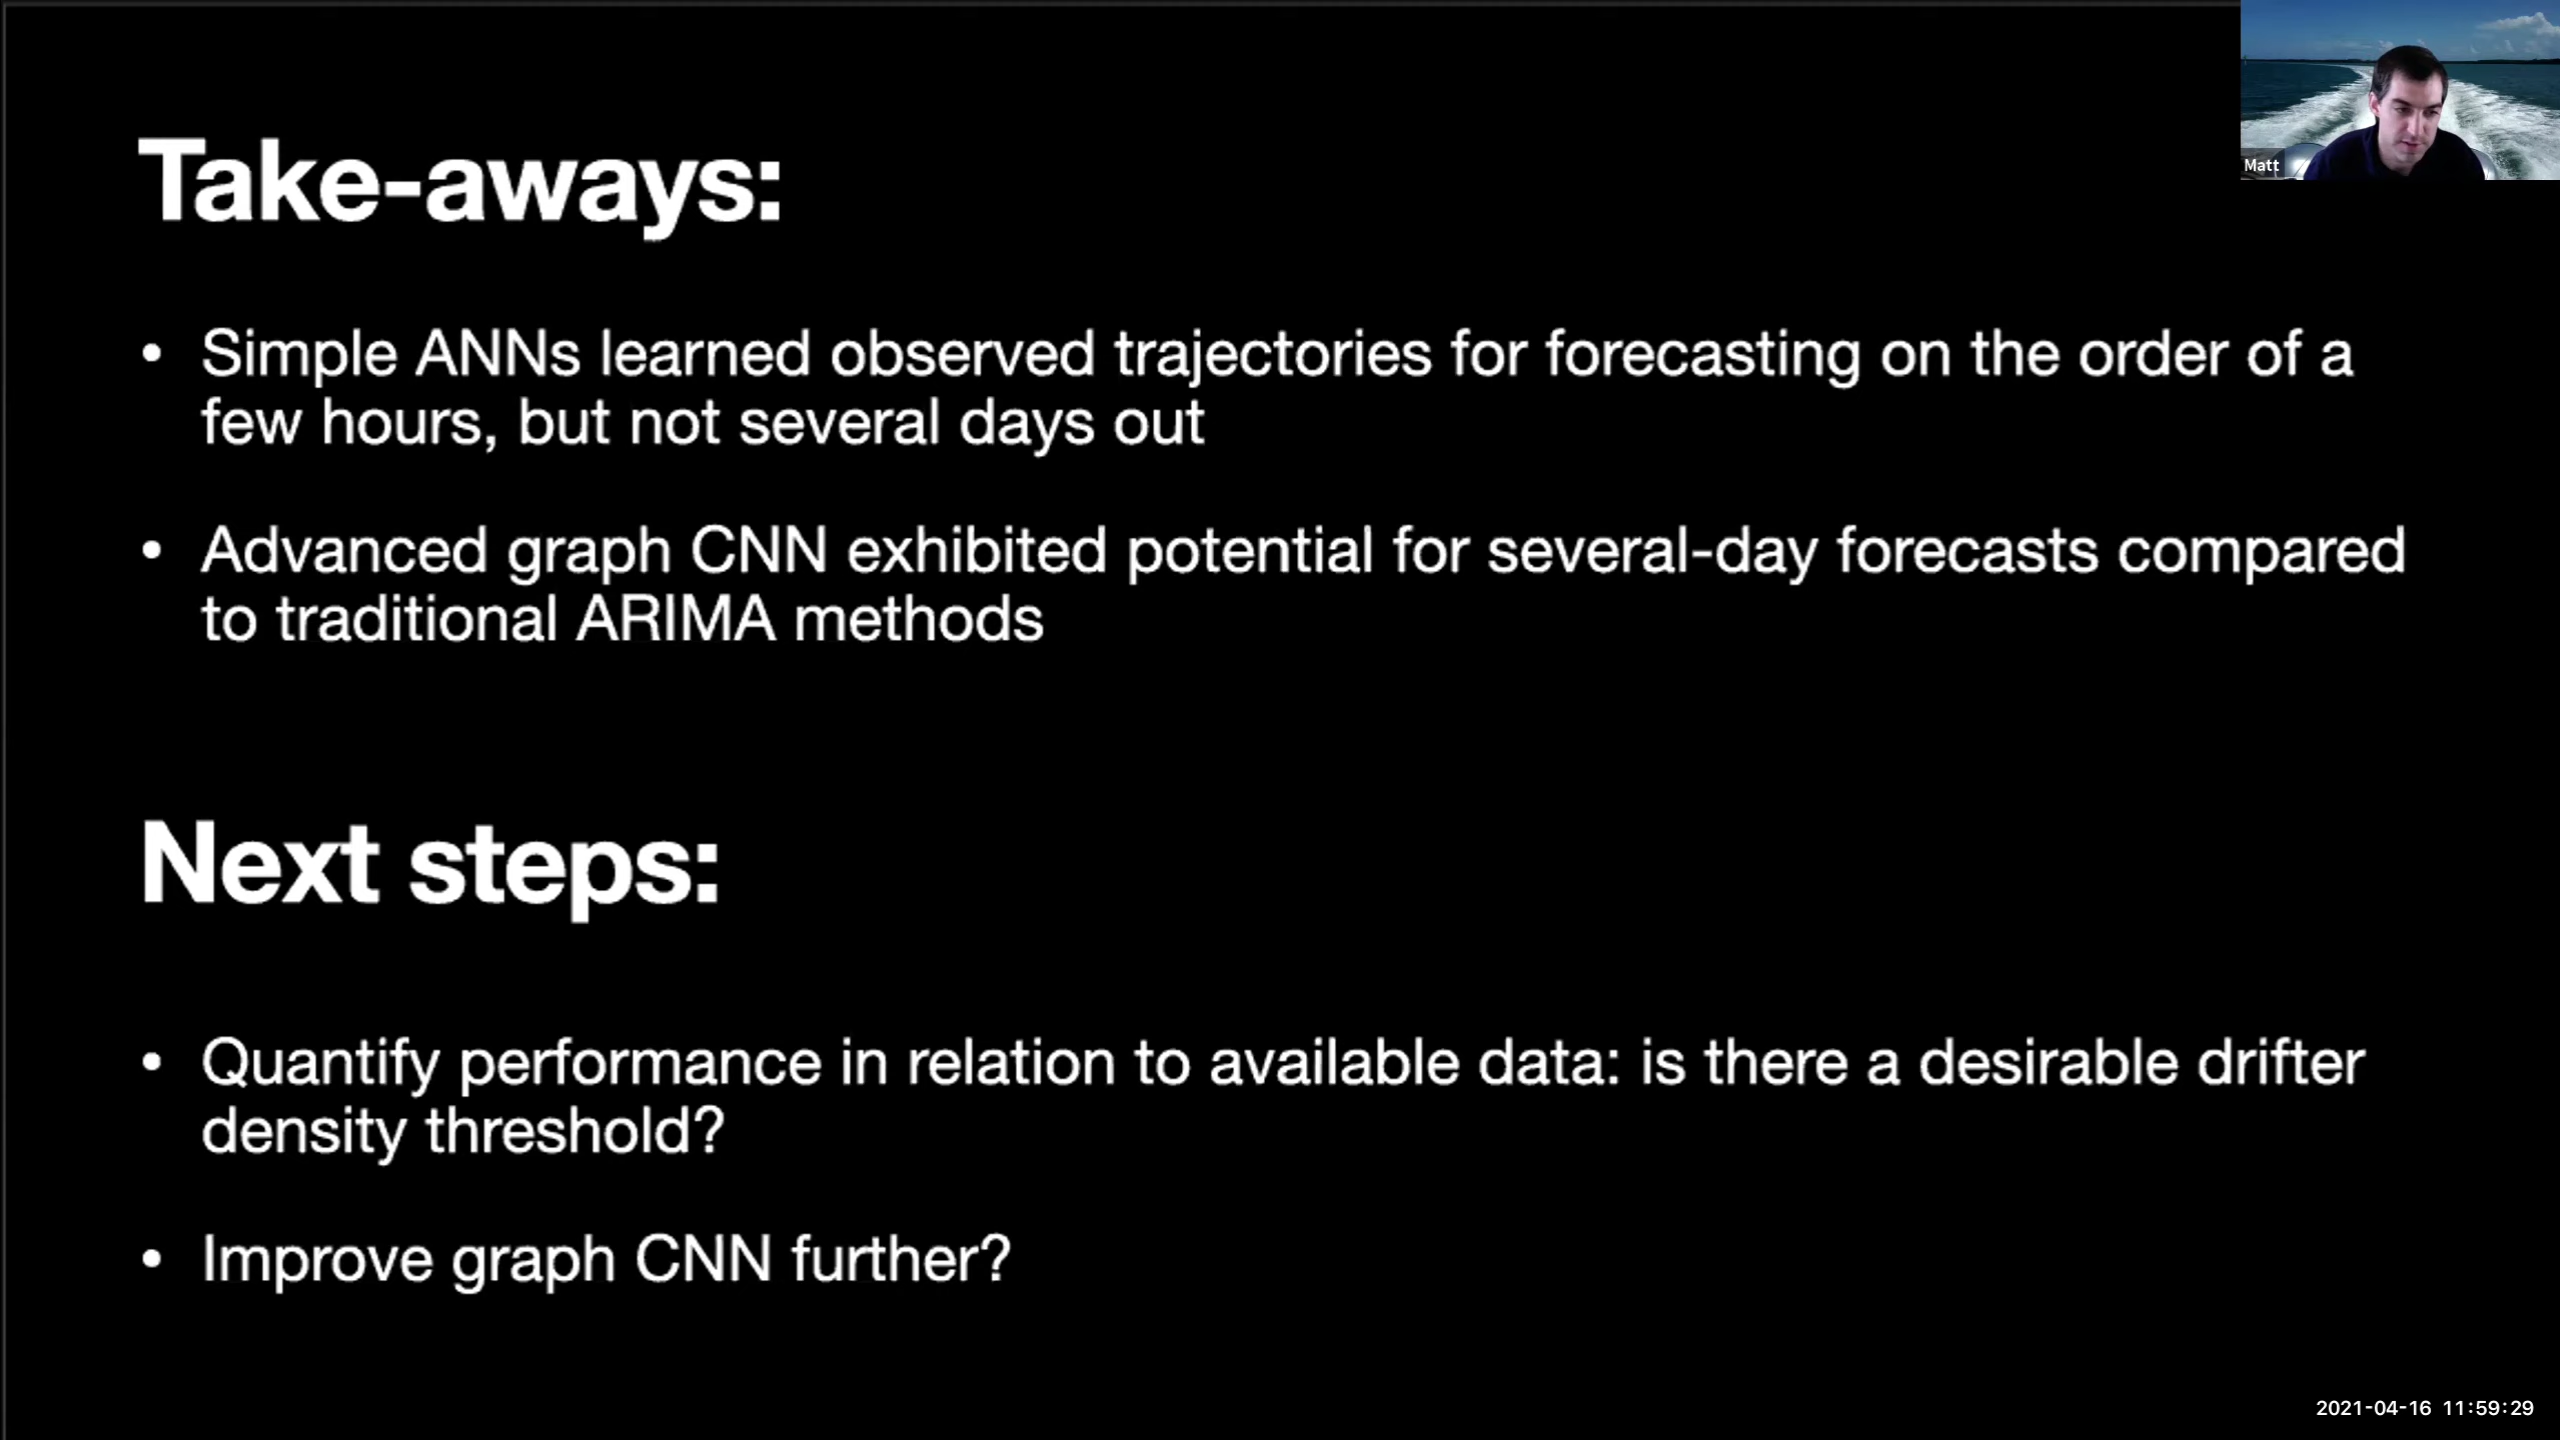 Matt
Take-aways:
• Simple ANNs learned observed trajectories for forecasting on the order of a
few hours, but not several days out
• Advanced graph CNN exhibited potential for several-day forecasts compared
to traditional ARIMA methods
Next steps:
• Quantify performance in relation to available data: is there a desirable drifter
density threshold?
• Improve graph CNN further?
2021-04-16 11:59:29